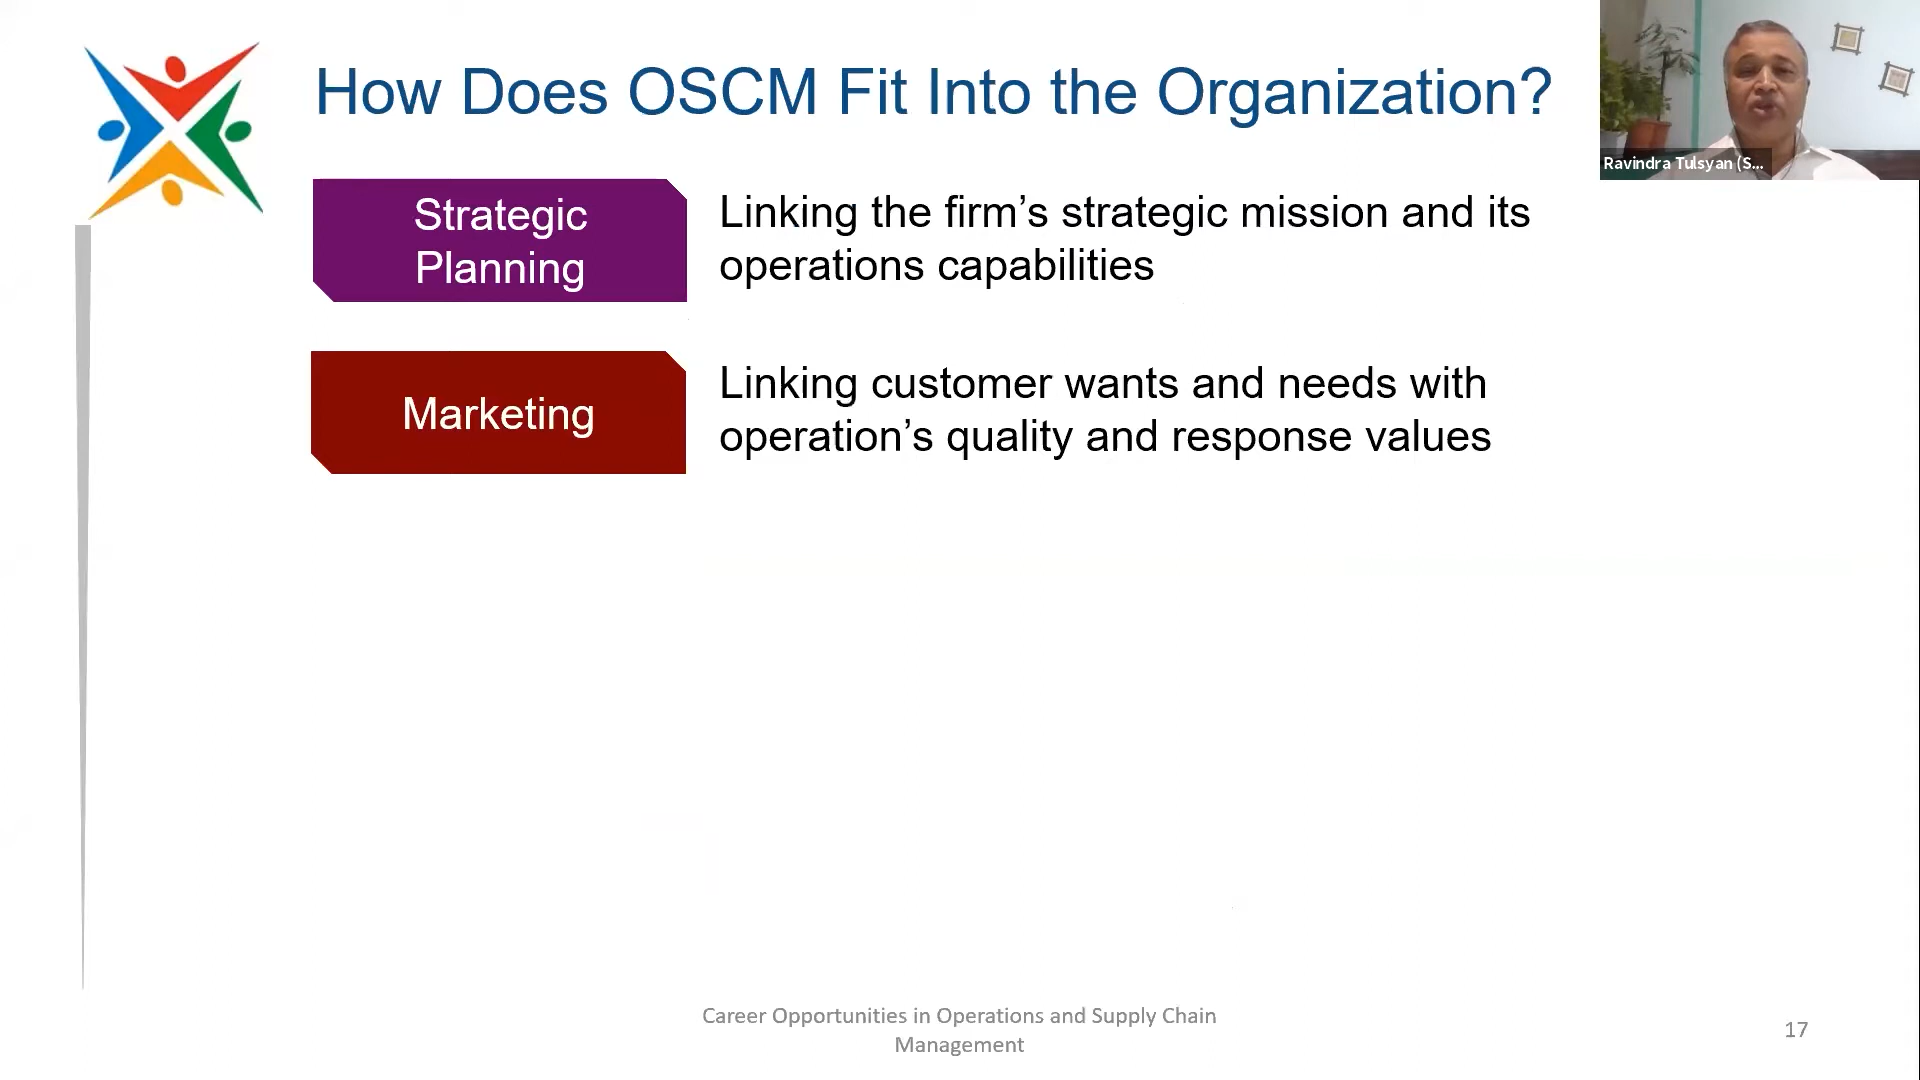 How Does OSCM Fit Into the Organization?
Ravindra Tulsyan (S...
Strategic
Planning
Linking the firm’s strategic mission and its
operations capabilities
Marketing
Linking customer wants and needs with
operation’s quality and response values
Career Opportunities in Operations and Supply Chain
Management
17